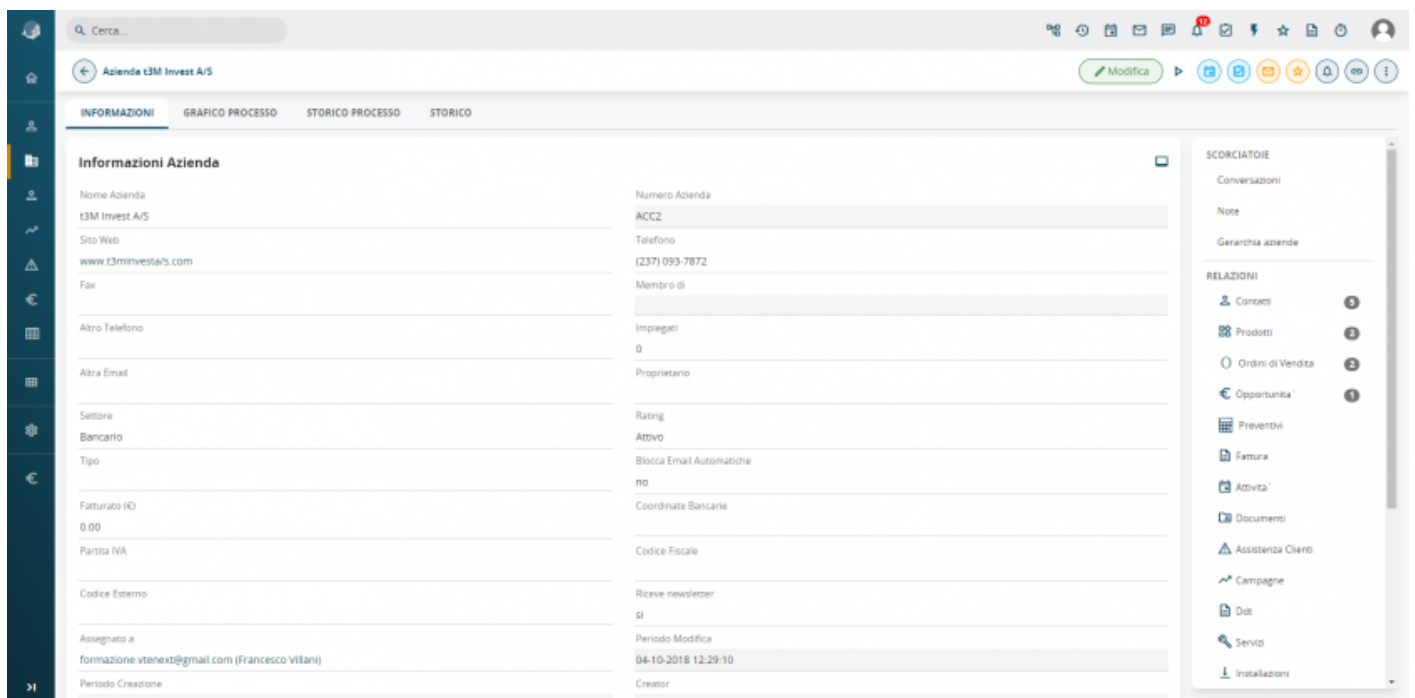 Cerca...
12
Azienda t3M Invest A/S
Modifica
INFORMAZIONI
GRAFICO PROCESSO
STORICO PROCESSO
STORICO
Informazioni Azienda
Nome Azienda
t3M Invest A/S
Numero Azienda
ACC2
Sito Web
www.t3minvesta/s.com
Telefono
(237) 093-7872
Fax
Membro di
Altro Telefono
Impiegati
0
Altra Email
Proprietario
Settore
Bancario
Rating
Attivo
Tipo
Blocca Email Automatiche
no
Fatturato (€)
0.00
Coordinate Bancarie
Partita IVA
Codice Fiscale
Codice Esterno
Riceve newsletter
si
Assegnato a
formazione.vtenext@gmail.com (Francesco Villani)
Periodo Modifica
04-10-2018 12:29:10
Periodo Creazione
Creator
SCORCIATOIE
Conversazioni
Note
Gerarchia aziende
RELAZIONI
Contatti 5
Prodotti 2
Ordini di Vendita 2
Opportunita` 1
Preventivi
Fattura
Attivita`
Documenti
Assistenza Clienti
Campagne
Ddt
Servizi
Installazioni